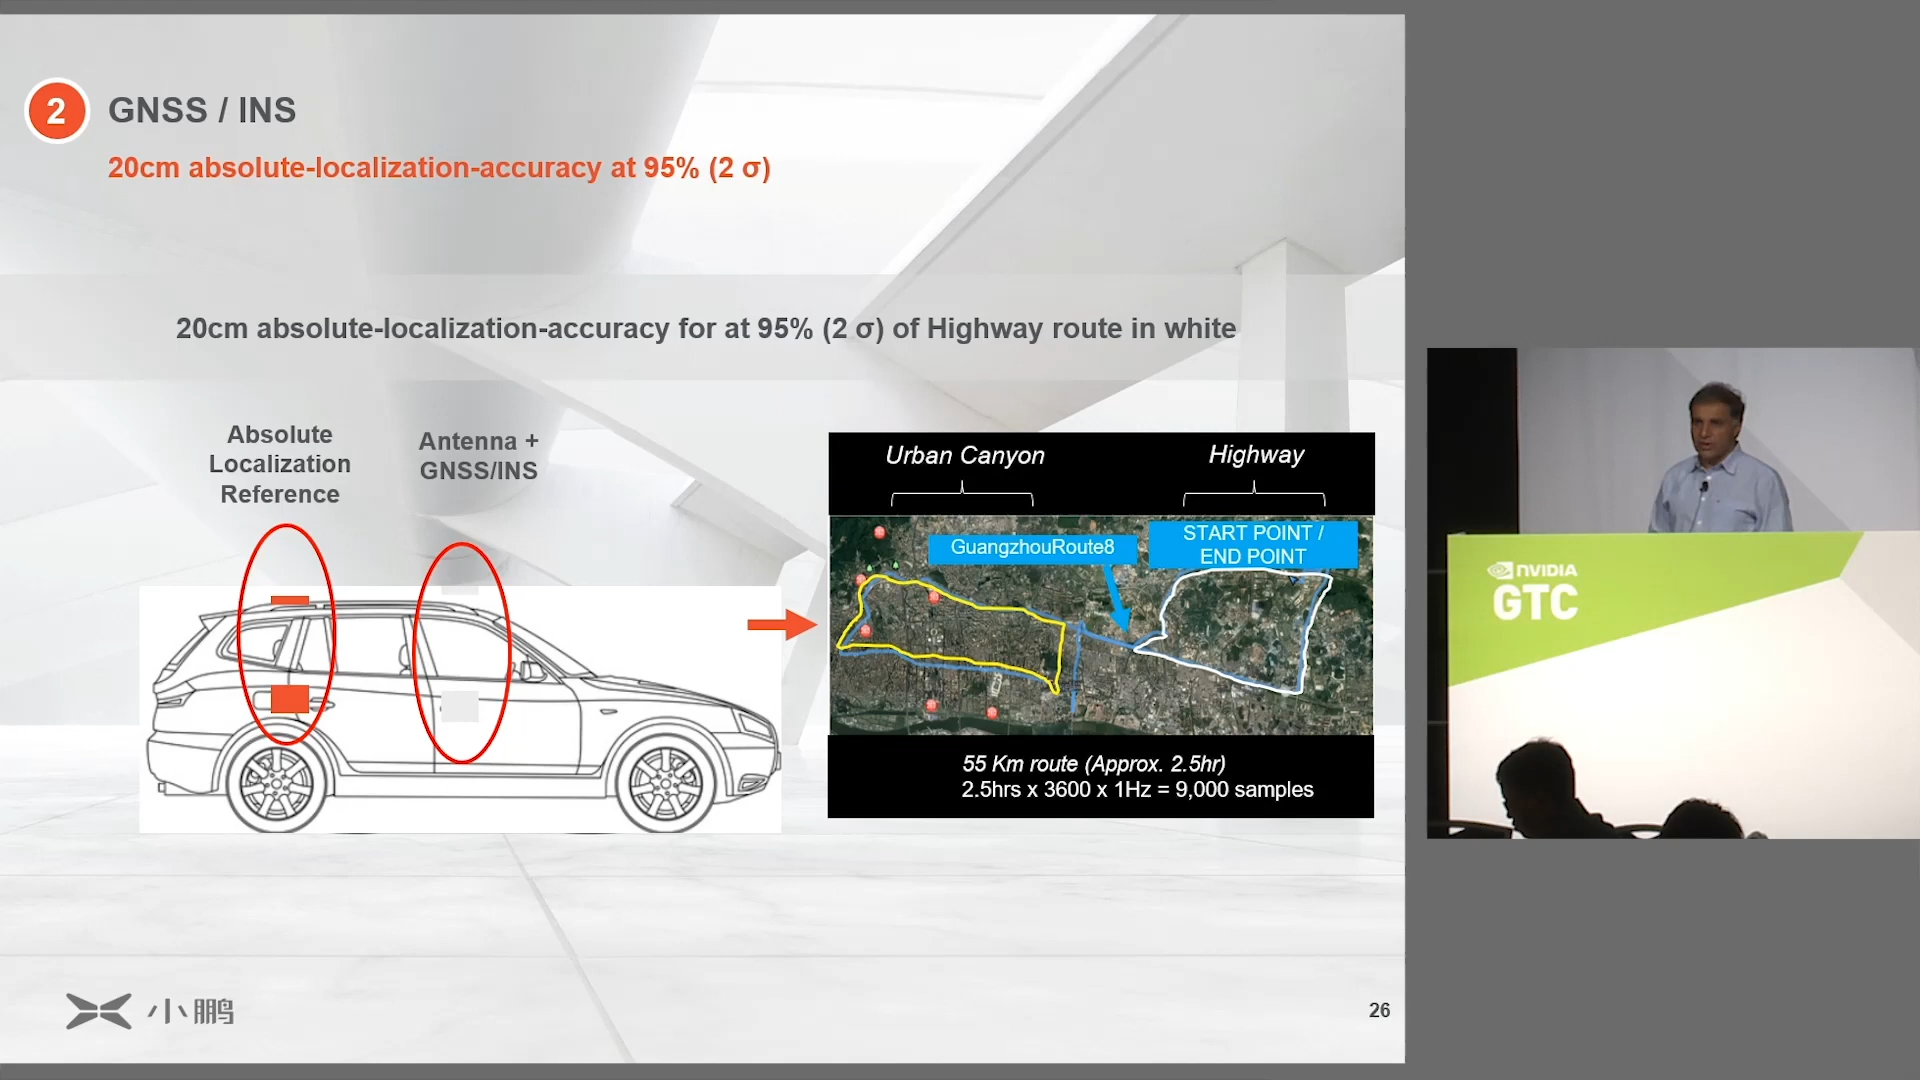 2
GNSS / INS
20cm absolute-localization-accuracy at 95% (2 σ)
20cm absolute-localization-accuracy for at 95% (2 σ) of Highway route in white
Absolute
Localization
Reference
Antenna +
GNSS/INS
Urban Canyon
Highway
GuangzhouRoute8
START POINT /
END POINT
55 Km route (Approx. 2.5hr)
2.5hrs x 3600 x 1Hz = 9,000 samples
小鹏
26
NVIDIA
GTC